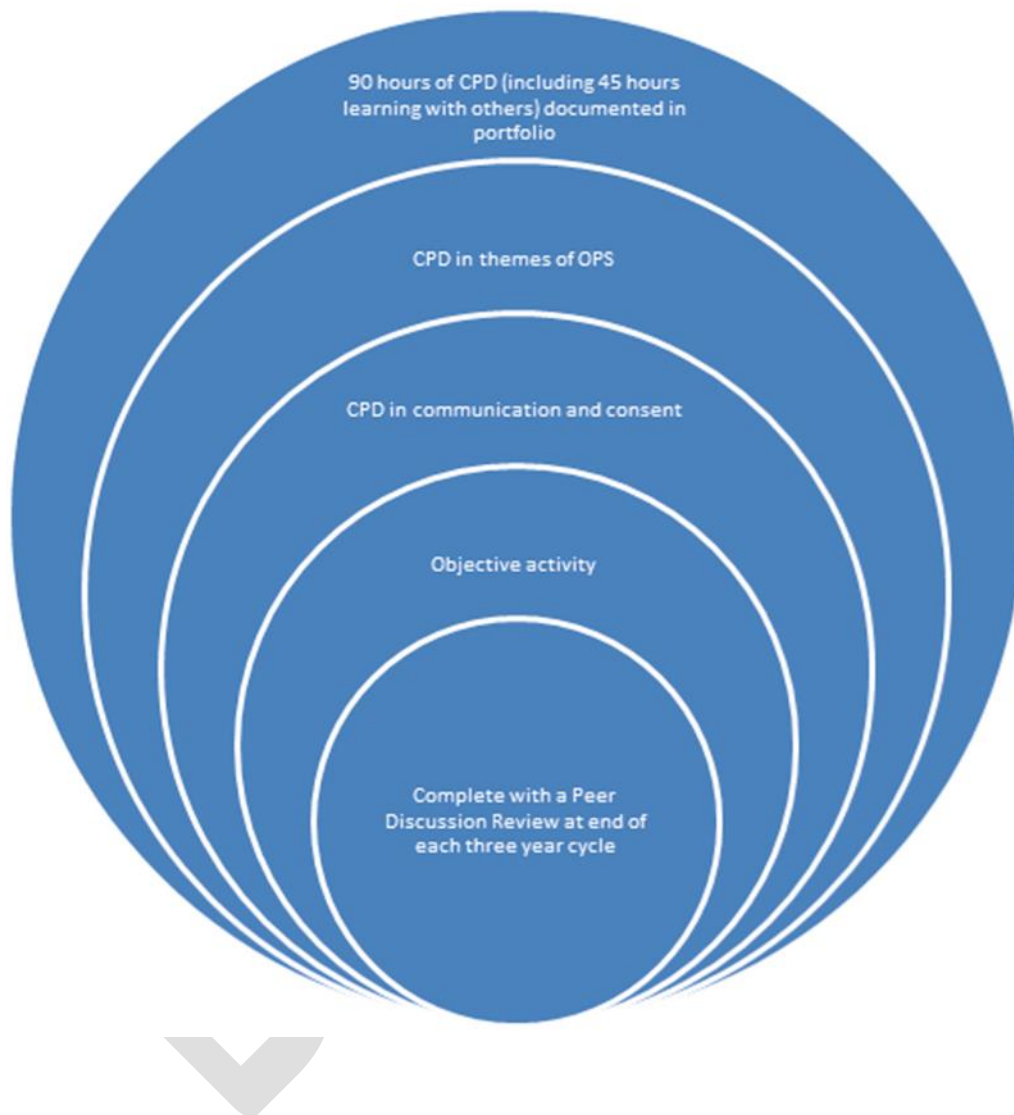 90 hours of CPD (including 45 hours
learning with others) documented in
portfolio
CPD in themes of OPS
CPD in communication and consent
Objective activity
Complete with a Peer
Discussion Review at end of
each three year cycle